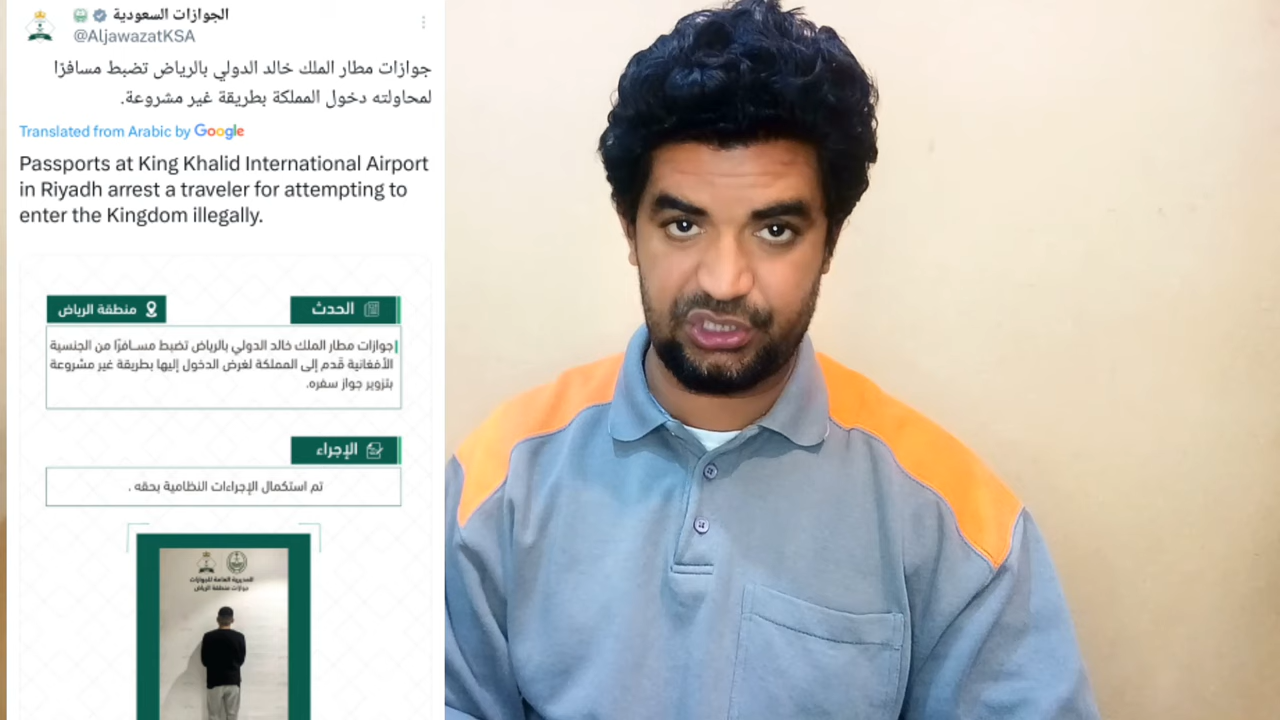 الجوازات السعودية
@AljawazatKSA
جوازات مطار الملك خالد الدولي بالرياض تضبط مسافرًا
لمحاولته دخول المملكة بطريقة غير مشروعة.
Translated from Arabic by Google
Passports at King Khalid International Airport
in Riyadh arrest a traveler for attempting to
enter the Kingdom illegally.
الحدث
منطقة الرياض
جوازات مطار الملك خالد الدولي بالرياض تضبط مسـافرًا من الجنسية
الأفغانية قَدم إلى المملكة لغرض الدخول إليها بطريقة غير مشروعة
بتزوير جواز سفره.
الإجراء
تم استكمال الإجراءات النظامية بحقه .
المديرية العامة للجوازات
جوازات منطقة الرياض